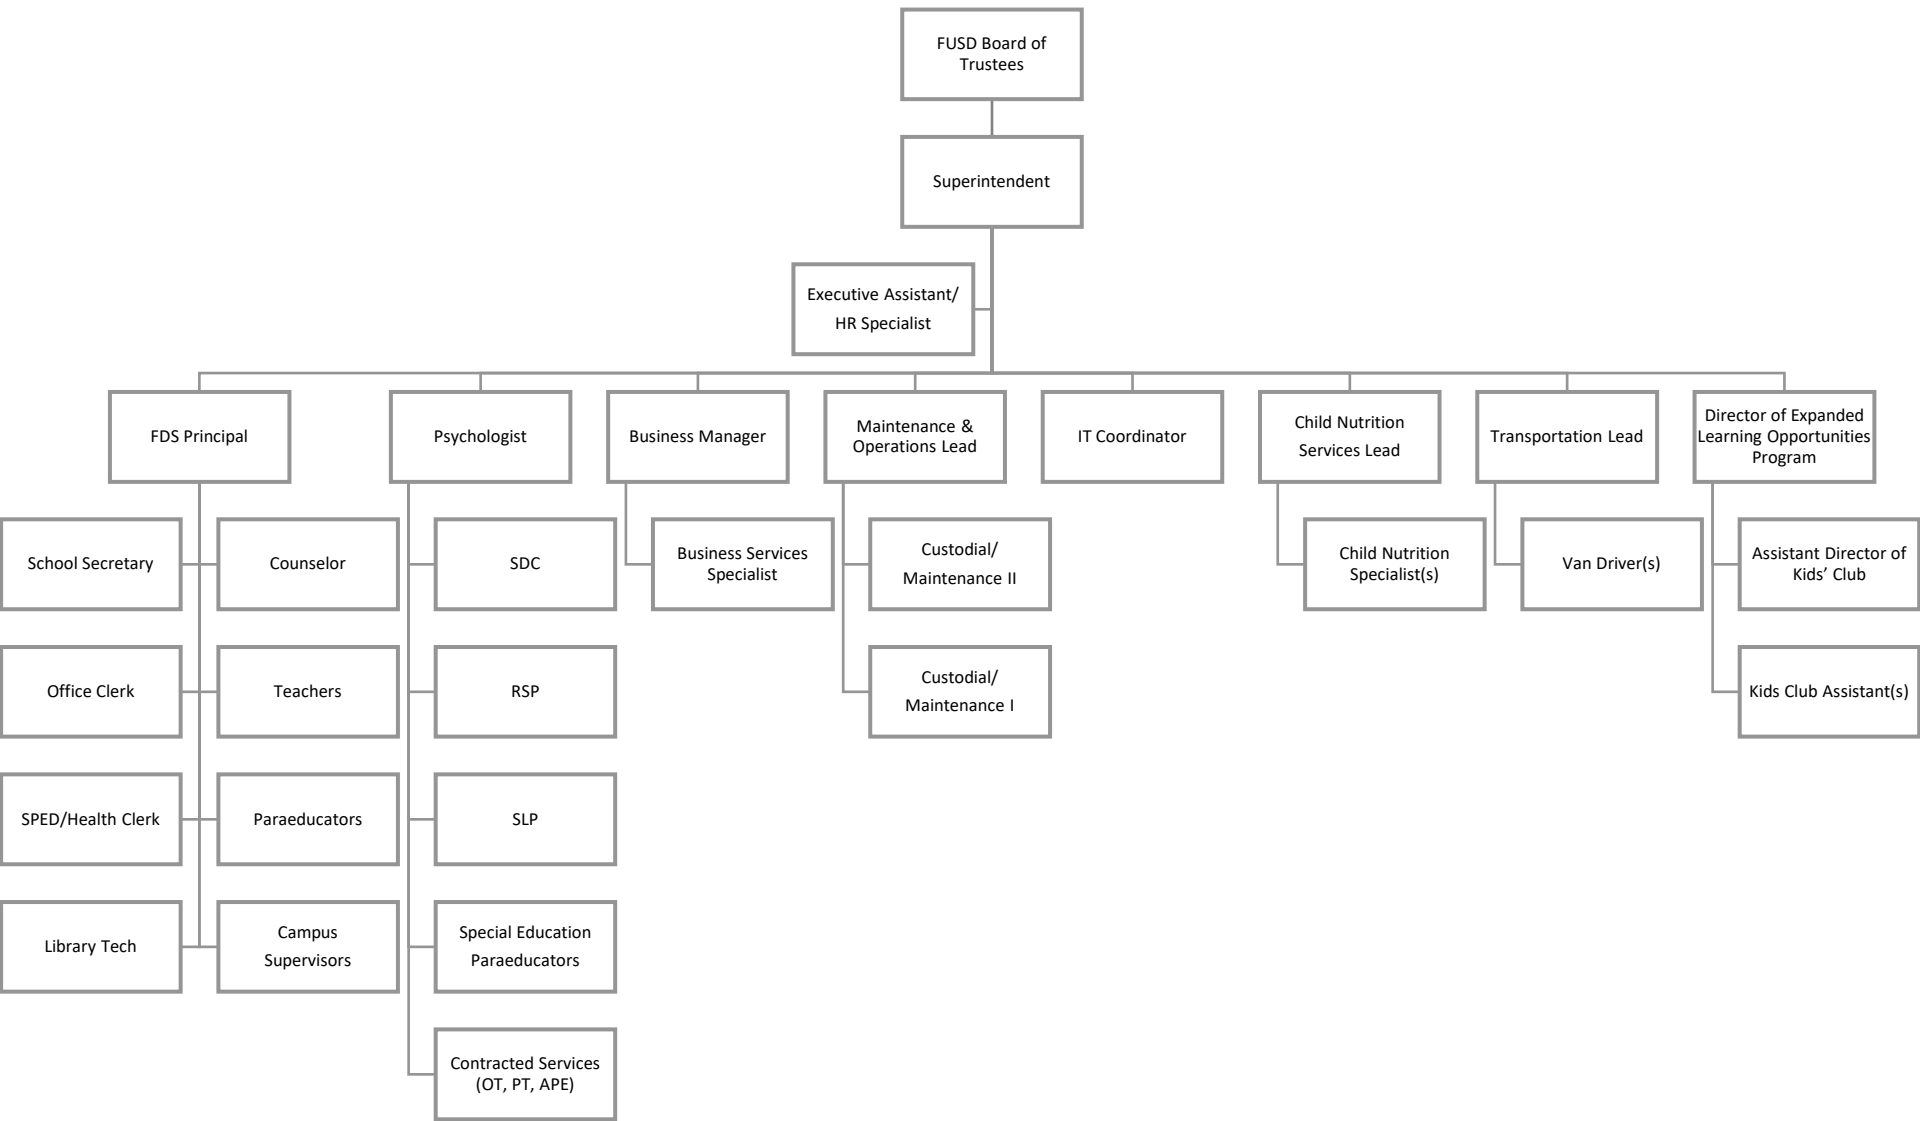 FUSD Board of
Trustees
Superintendent
Executive Assistant/
HR Specialist
FDS Principal
Psychologist
Business Manager
Maintenance &
Operations Lead
IT Coordinator
Child Nutrition
Services Lead
Transportation Lead
Director of Expanded
Learning Opportunities
Program
School Secretary
Counselor
SDC
Business Services
Specialist
Custodial/
Maintenance II
Child Nutrition
Specialist(s)
Van Driver(s)
Assistant Director of
Kids’ Club
Office Clerk
Teachers
RSP
Custodial/
Maintenance I
Kids Club Assistant(s)
SPED/Health Clerk
Paraeducators
SLP
Library Tech
Campus
Supervisors
Special Education
Paraeducators
Contracted Services
(OT, PT, APE)